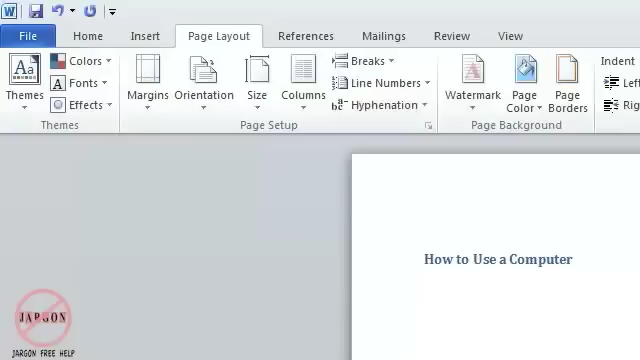 W
File Home Insert Page Layout References Mailings Review View
Colors Breaks Indent
Aa Fonts Line Numbers Left
Themes Effects Margins Orientation Size Columns Hyphenation Watermark Page Color Page Borders Rig
Themes Page Setup Page Background
How to Use a Computer
JARGON
JARGON FREE HELP